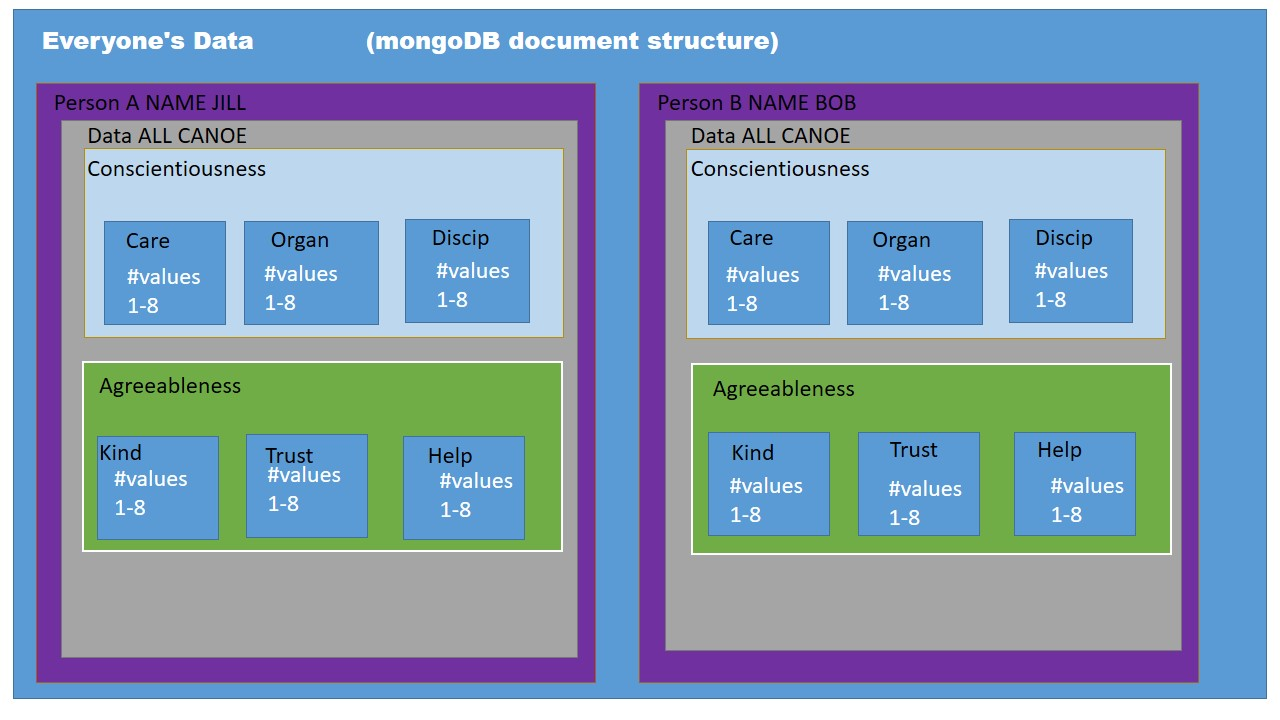 Everyone's Data (mongoDB document structure)
Person A NAME JILL
Data ALL CANOE
Conscientiousness
Care
#values
1-8
Organ
#values
1-8
Discip
#values
1-8
Agreeableness
Kind
#values
1-8
Trust
#values
1-8
Help
#values
1-8
Person B NAME BOB
Data ALL CANOE
Conscientiousness
Care
#values
1-8
Organ
#values
1-8
Discip
#values
1-8
Agreeableness
Kind
#values
1-8
Trust
#values
1-8
Help
#values
1-8